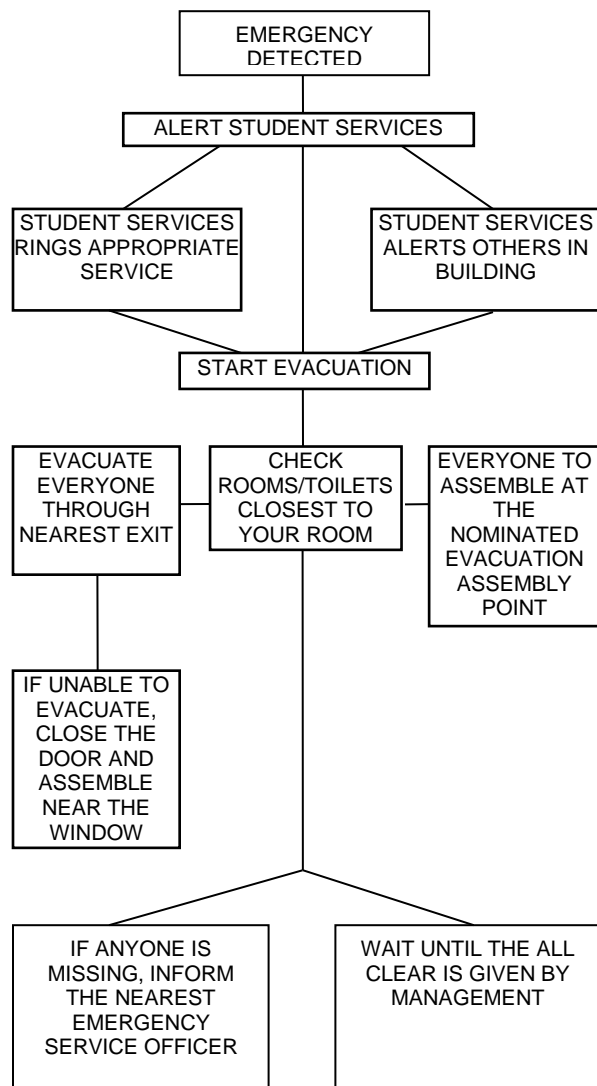 EMERGENCY
DETECTED
ALERT STUDENT SERVICES
STUDENT SERVICES
RINGS APPROPRIATE
SERVICE
STUDENT SERVICES
ALERTS OTHERS IN
BUILDING
START EVACUATION
EVACUATE
EVERYONE
THROUGH
NEAREST EXIT
CHECK
ROOMS/TOILETS
CLOSEST TO
YOUR ROOM
EVERYONE TO
ASSEMBLE AT
THE
NOMINATED
EVACUATION
ASSEMBLY
POINT
IF UNABLE TO
EVACUATE,
CLOSE THE
DOOR AND
ASSEMBLE
NEAR THE
WINDOW
IF ANYONE IS
MISSING, INFORM
THE NEAREST
EMERGENCY
SERVICE OFFICER
WAIT UNTIL THE ALL
CLEAR IS GIVEN BY
MANAGEMENT